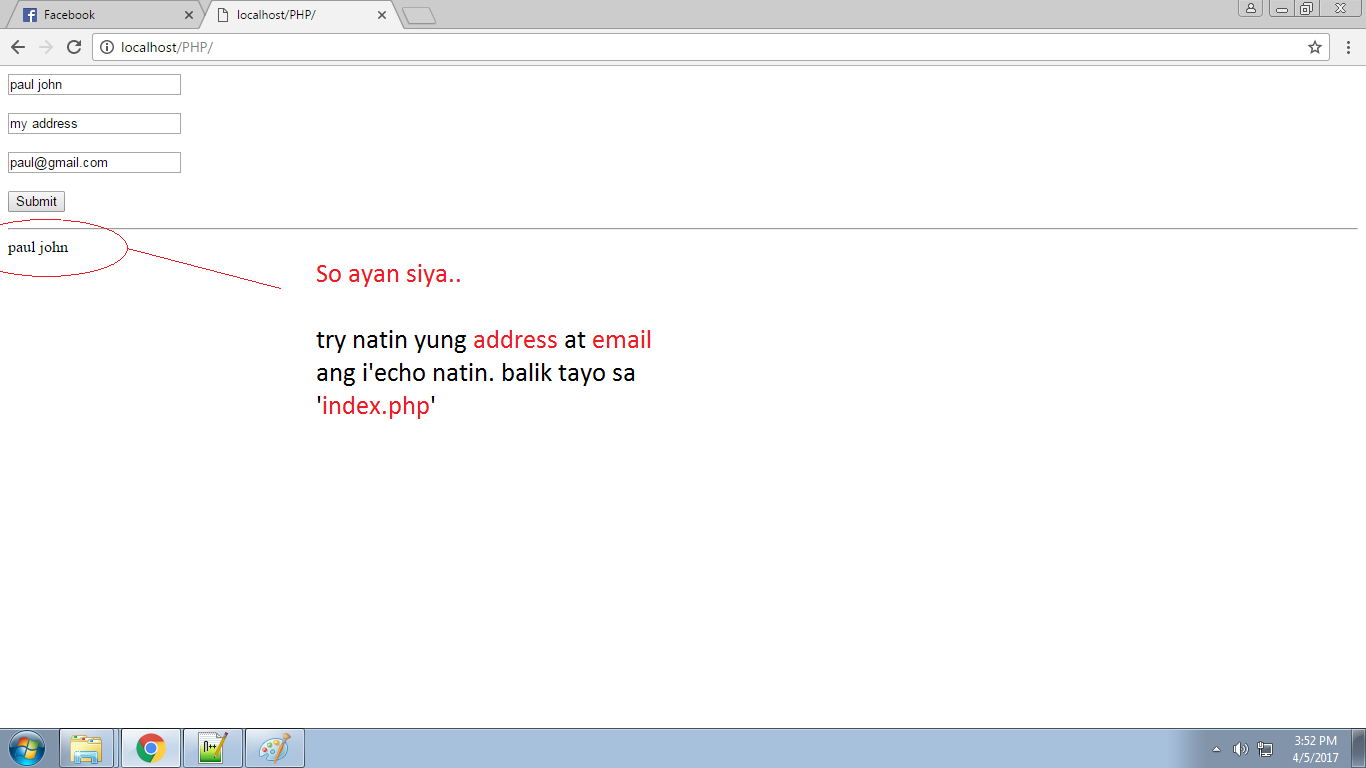 Facebook
localhost/PHP/
localhost/PHP/
paul john
my address
paul@gmail.com
Submit
paul john
So ayan siya..
try natin yung address at email
ang i'echo natin. balik tayo sa
'index.php'
3:52 PM
4/5/2017